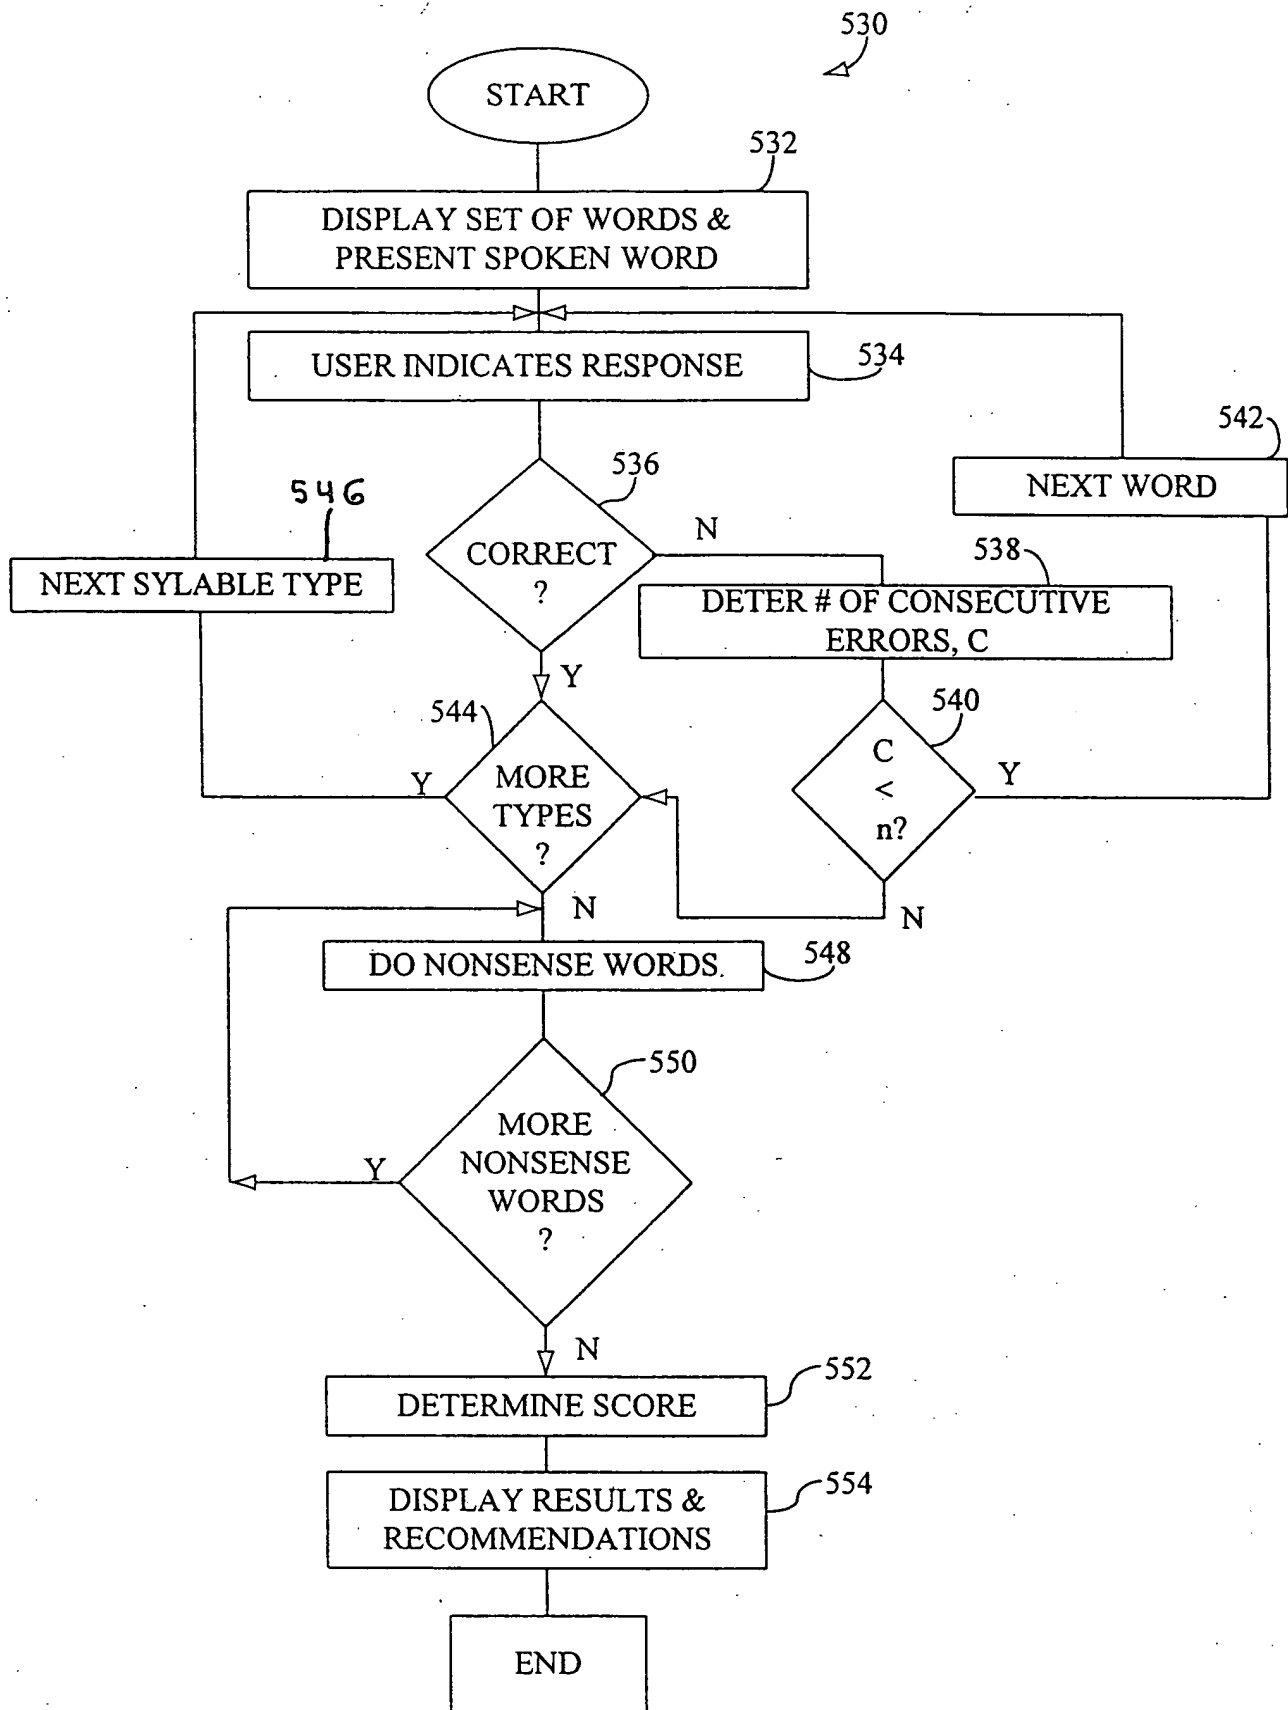 530
START
532
DISPLAY SET OF WORDS &
PRESENT SPOKEN WORD
USER INDICATES RESPONSE
534
542
NEXT WORD
536
546
N
CORRECT
?
538
NEXT SYLABLE TYPE
DETER # OF CONSECUTIVE
ERRORS, C
Y
544
540
C
<
n?
Y
MORE
TYPES
?
Y
N
N
DO NONSENSE WORDS.
548
550
MORE
NONSENSE
WORDS
?
Y
N
552
DETERMINE SCORE
554
DISPLAY RESULTS &
RECOMMENDATIONS
END